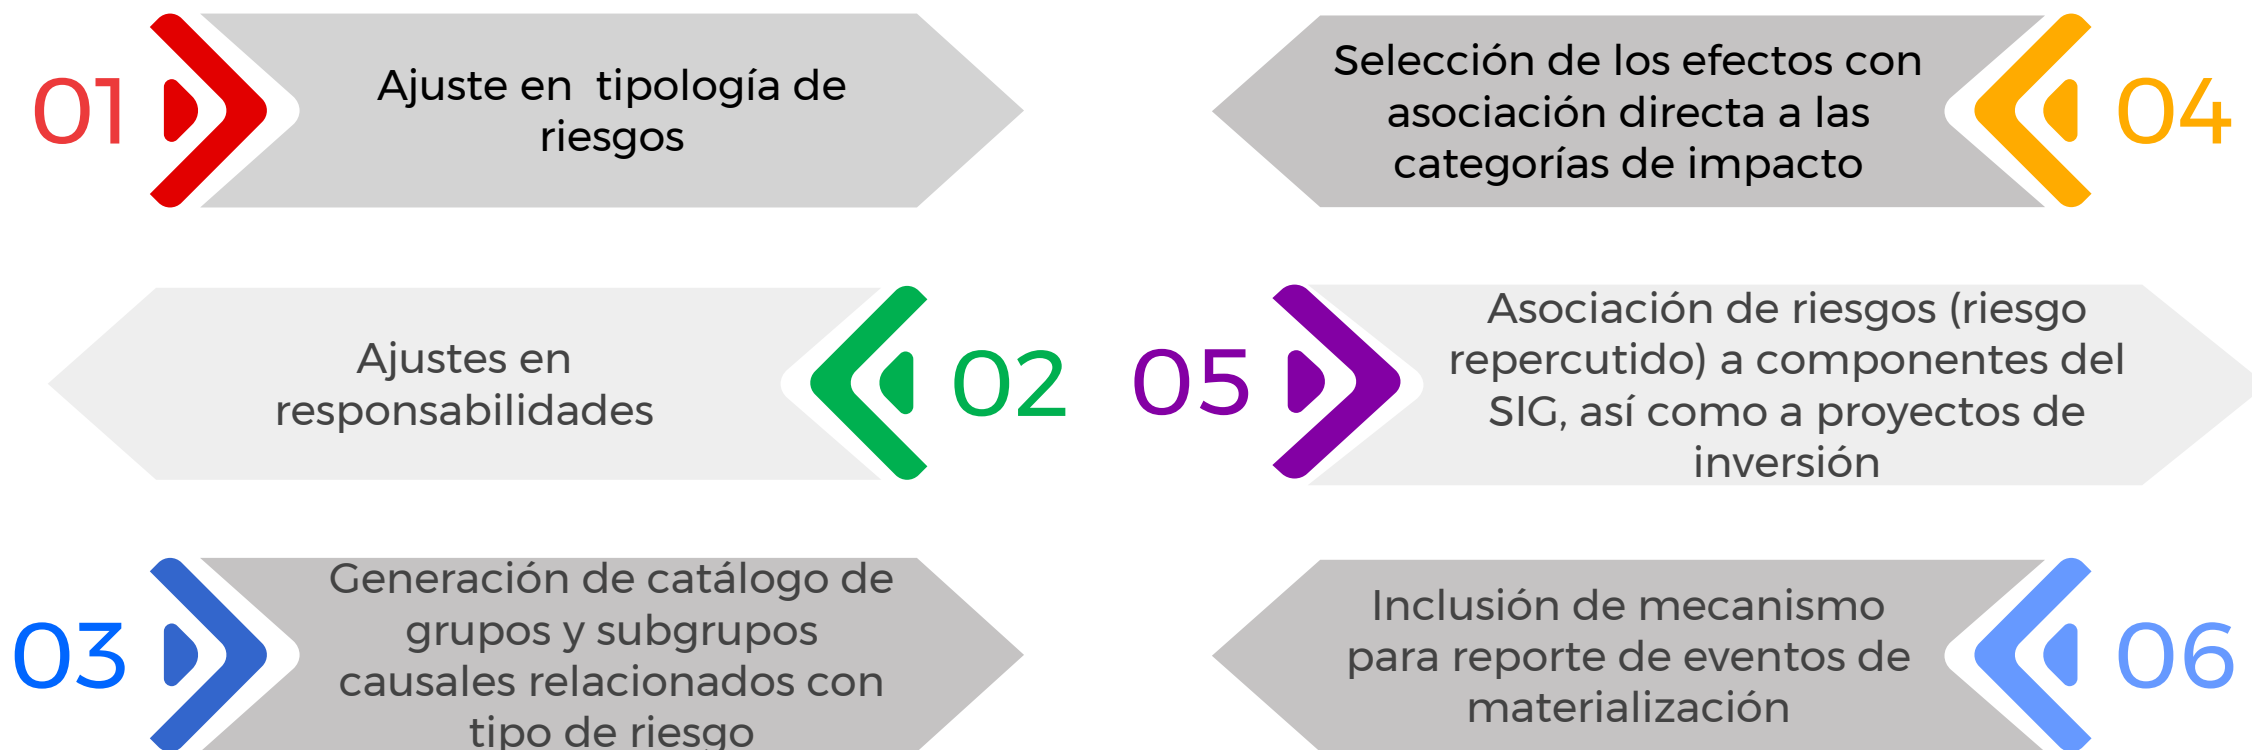 01
Ajuste en  tipología de
riesgos
02
Ajustes en
responsabilidades
03
Generación de catálogo de
grupos y subgrupos
causales relacionados con
tipo de riesgo
04
Selección de los efectos con
asociación directa a las
categorías de impacto
05
Asociación de riesgos (riesgo
repercutido) a componentes del
SIG, así como a proyectos de
inversión
06
Inclusión de mecanismo
para reporte de eventos de
materialización